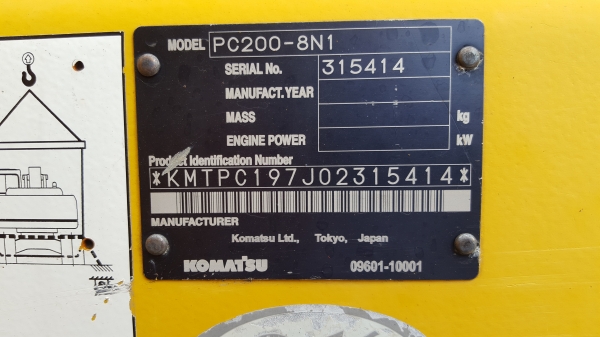 MODEL PC200-8N1
SERIAL No. 315414
MANUFACT.YEAR
MASS kg
ENGINE POWER kW
Product Identification Number
*KMTPC197J02315414*
MANUFACTURER
Komatsu Ltd., Tokyo, Japan
KOMATSU 09601-10001